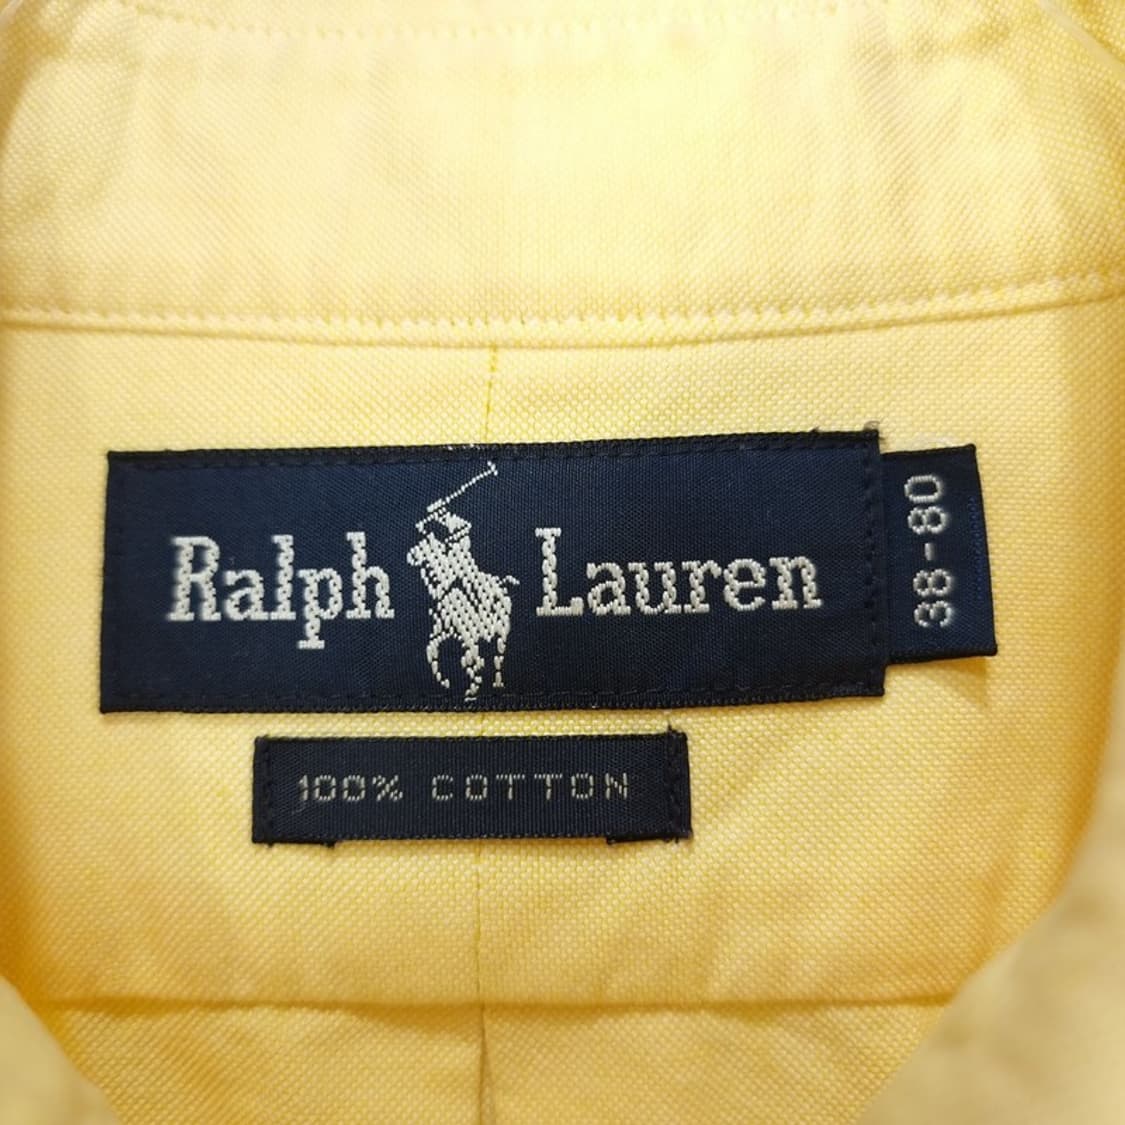 Ralph Lauren
38-80
100% COTTON